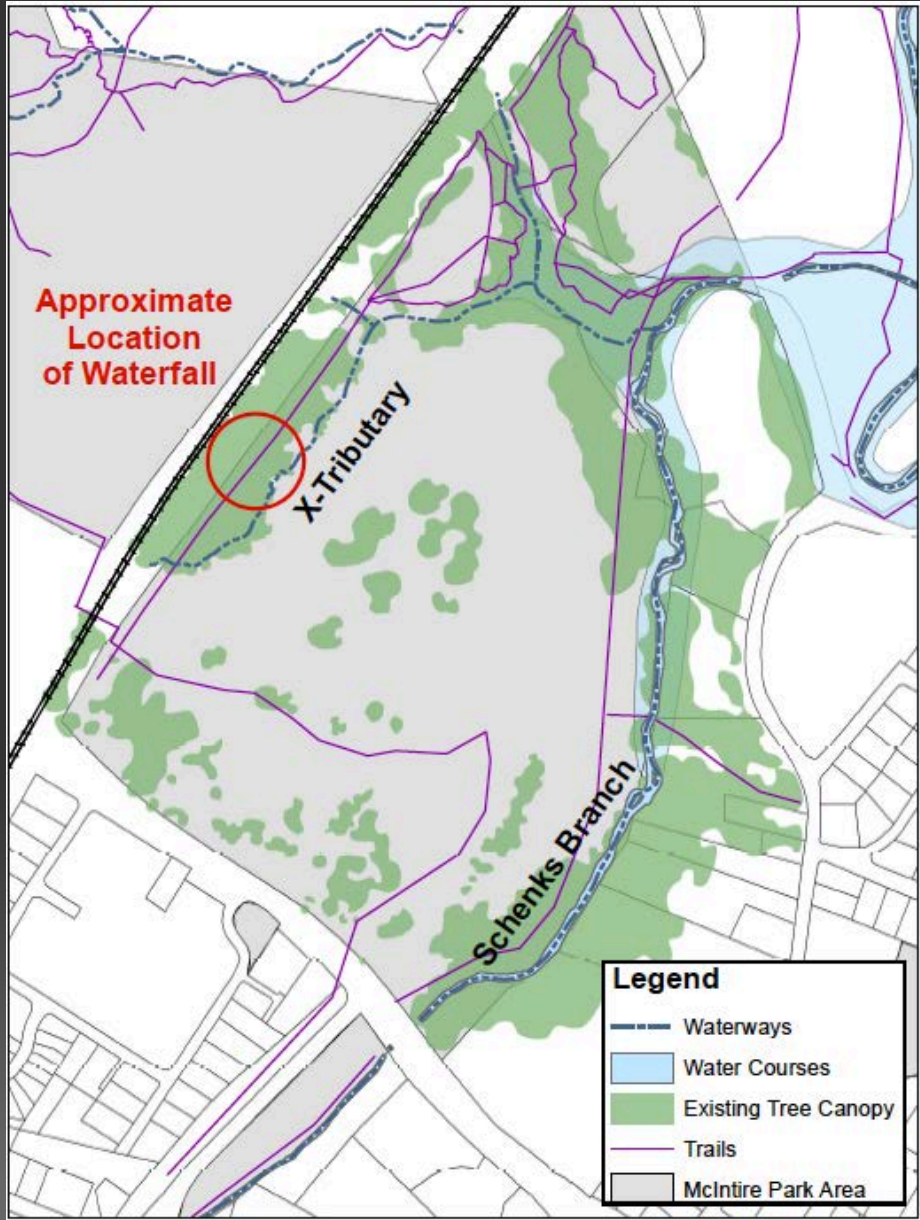 Approximate
Location
of Waterfall
X-Tributary
Schenks Branch
Legend
Waterways
Water Courses
Existing Tree Canopy
Trails
McIntire Park Area